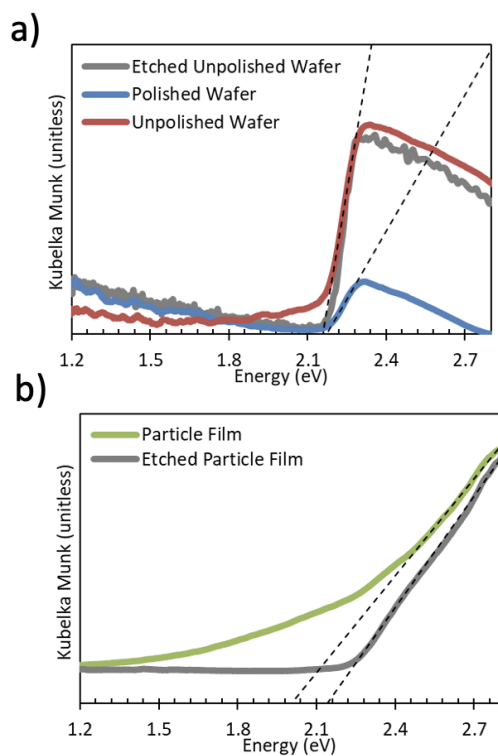 a)
Etched Unpolished Wafer
Polished Wafer
Unpolished Wafer
Kubelka Munk (unitless)
1.2 1.5 1.8 2.1 2.4 2.7
Energy (eV)
b)
Particle Film
Etched Particle Film
Kubelka Munk (unitless)
1.2 1.5 1.8 2.1 2.4 2.7
Energy (eV)